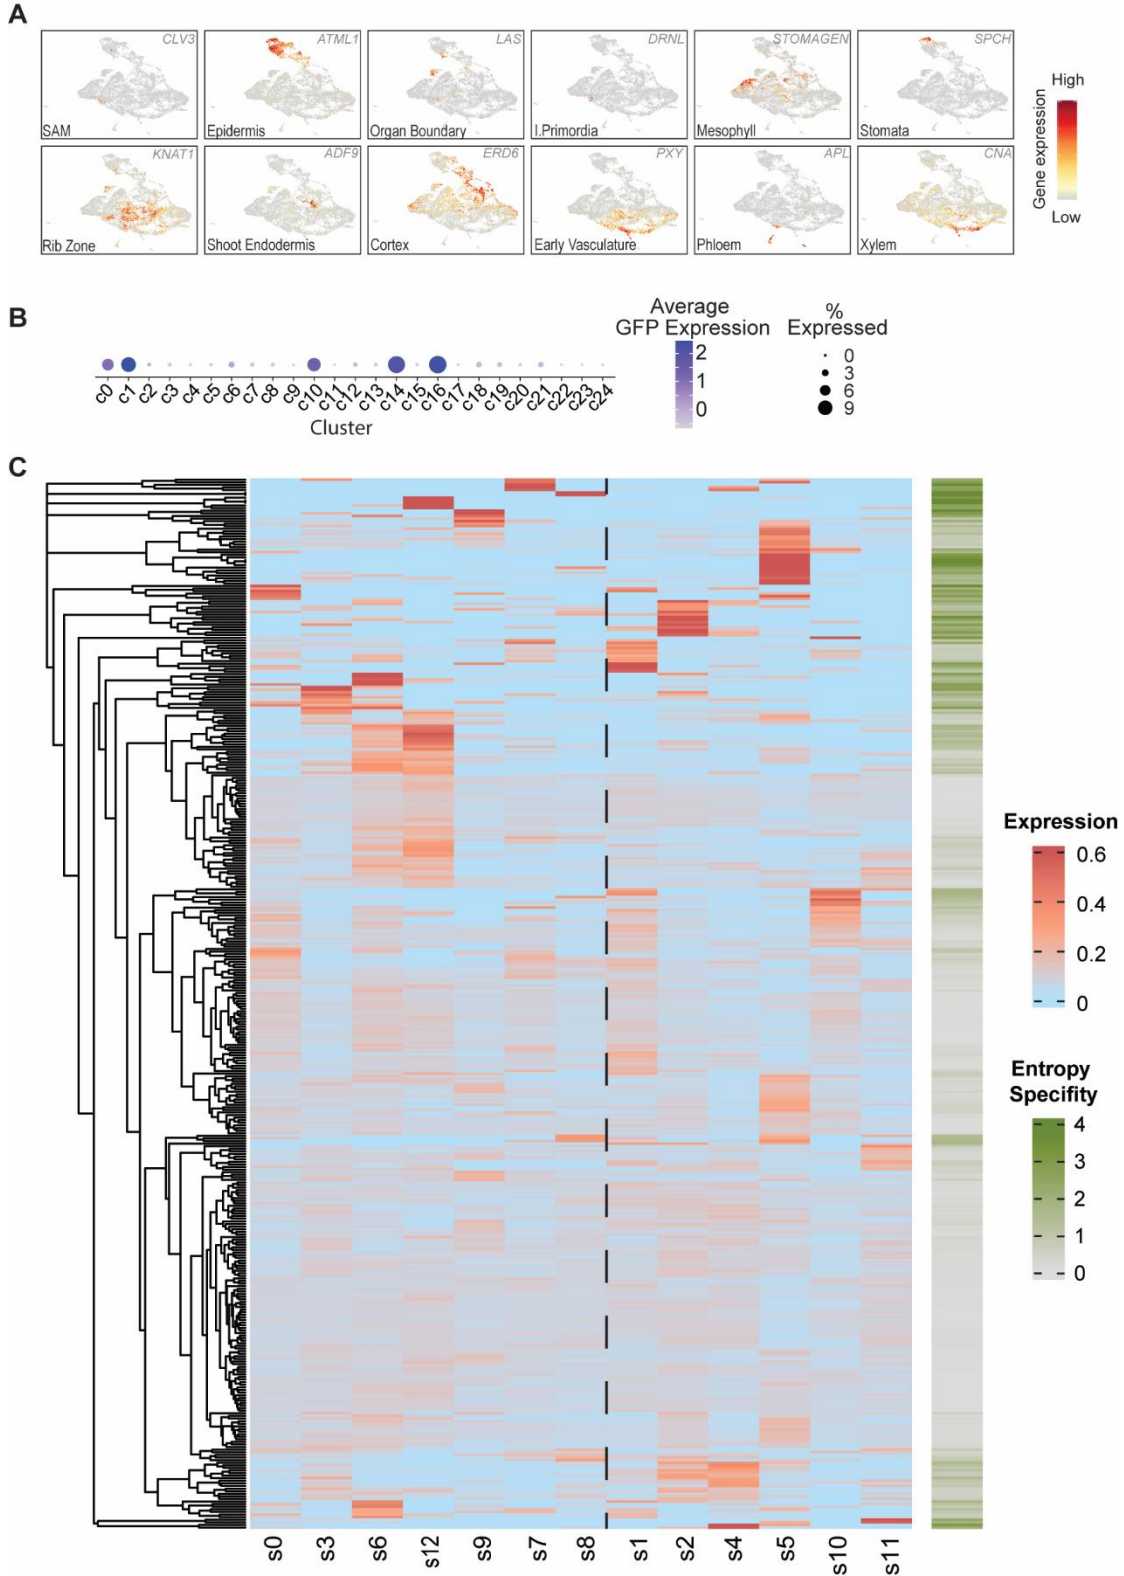 A
CLV3
ATML1
LAS
DRNL
STOMAGEN
SPCH
SAM
Epidermis
Organ Boundary
I.Primordia
Mesophyll
Stomata
KNAT1
ADF9
ERD6
PXY
APL
CNA
Rib Zone
Shoot Endodermis
Cortex
Early Vasculature
Phloem
Xylem
High
Gene expression
Low
B
c0 c1 c2 c3 c4 c5 c6 c7 c8 c9 c10 c11 c12 c13 c14 c15 c16 c17 c18 c19 c20 c21 c22 c23 c24
Cluster
Average
GFP Expression
2
1
0
%
Expressed
0
3
6
9
C
Expression
0.6
0.4
0.2
0
Entropy
Specifity
4
3
2
1
0
s0 s3 s6 s12 s9 s7 s8 s1 s2 s4 s5 s10 s11